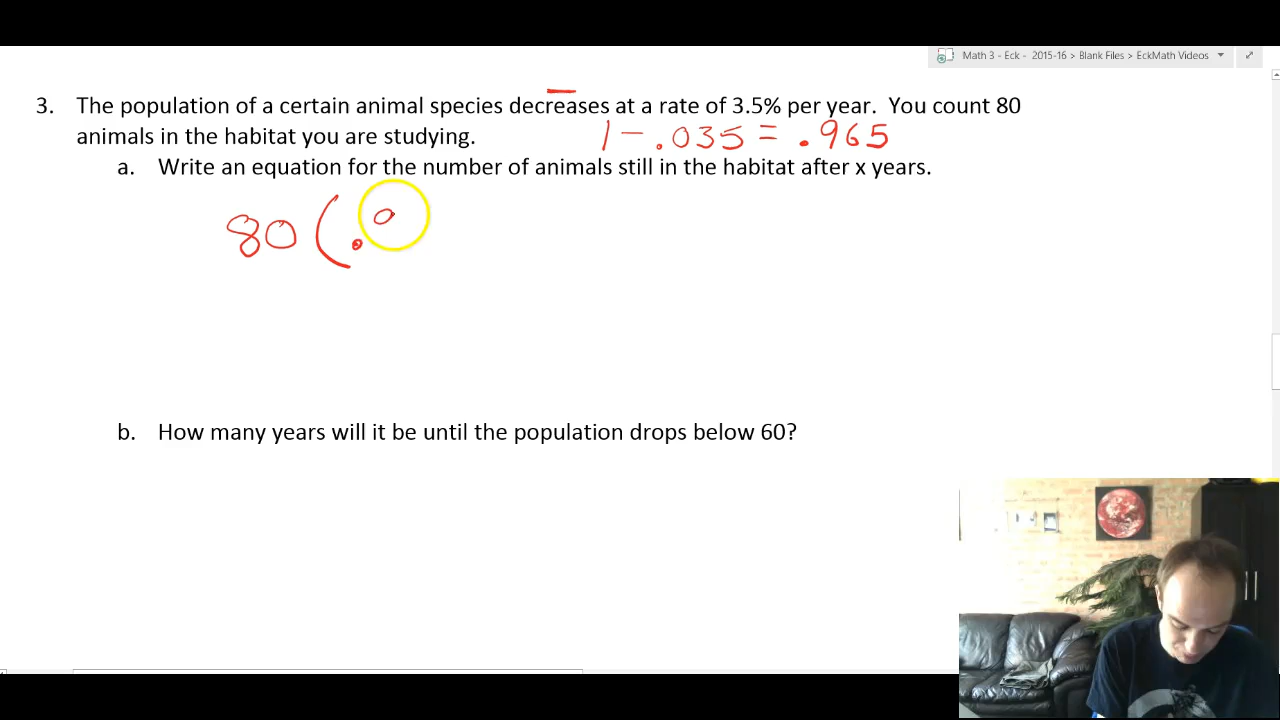 Math 3 - Eck - 2015-16 > Blank Files > EckMath Videos
3. The population of a certain animal species decreases at a rate of 3.5% per year. You count 80
animals in the habitat you are studying.
1 - .035 = .965
a. Write an equation for the number of animals still in the habitat after x years.
80 (.
b. How many years will it be until the population drops below 60?